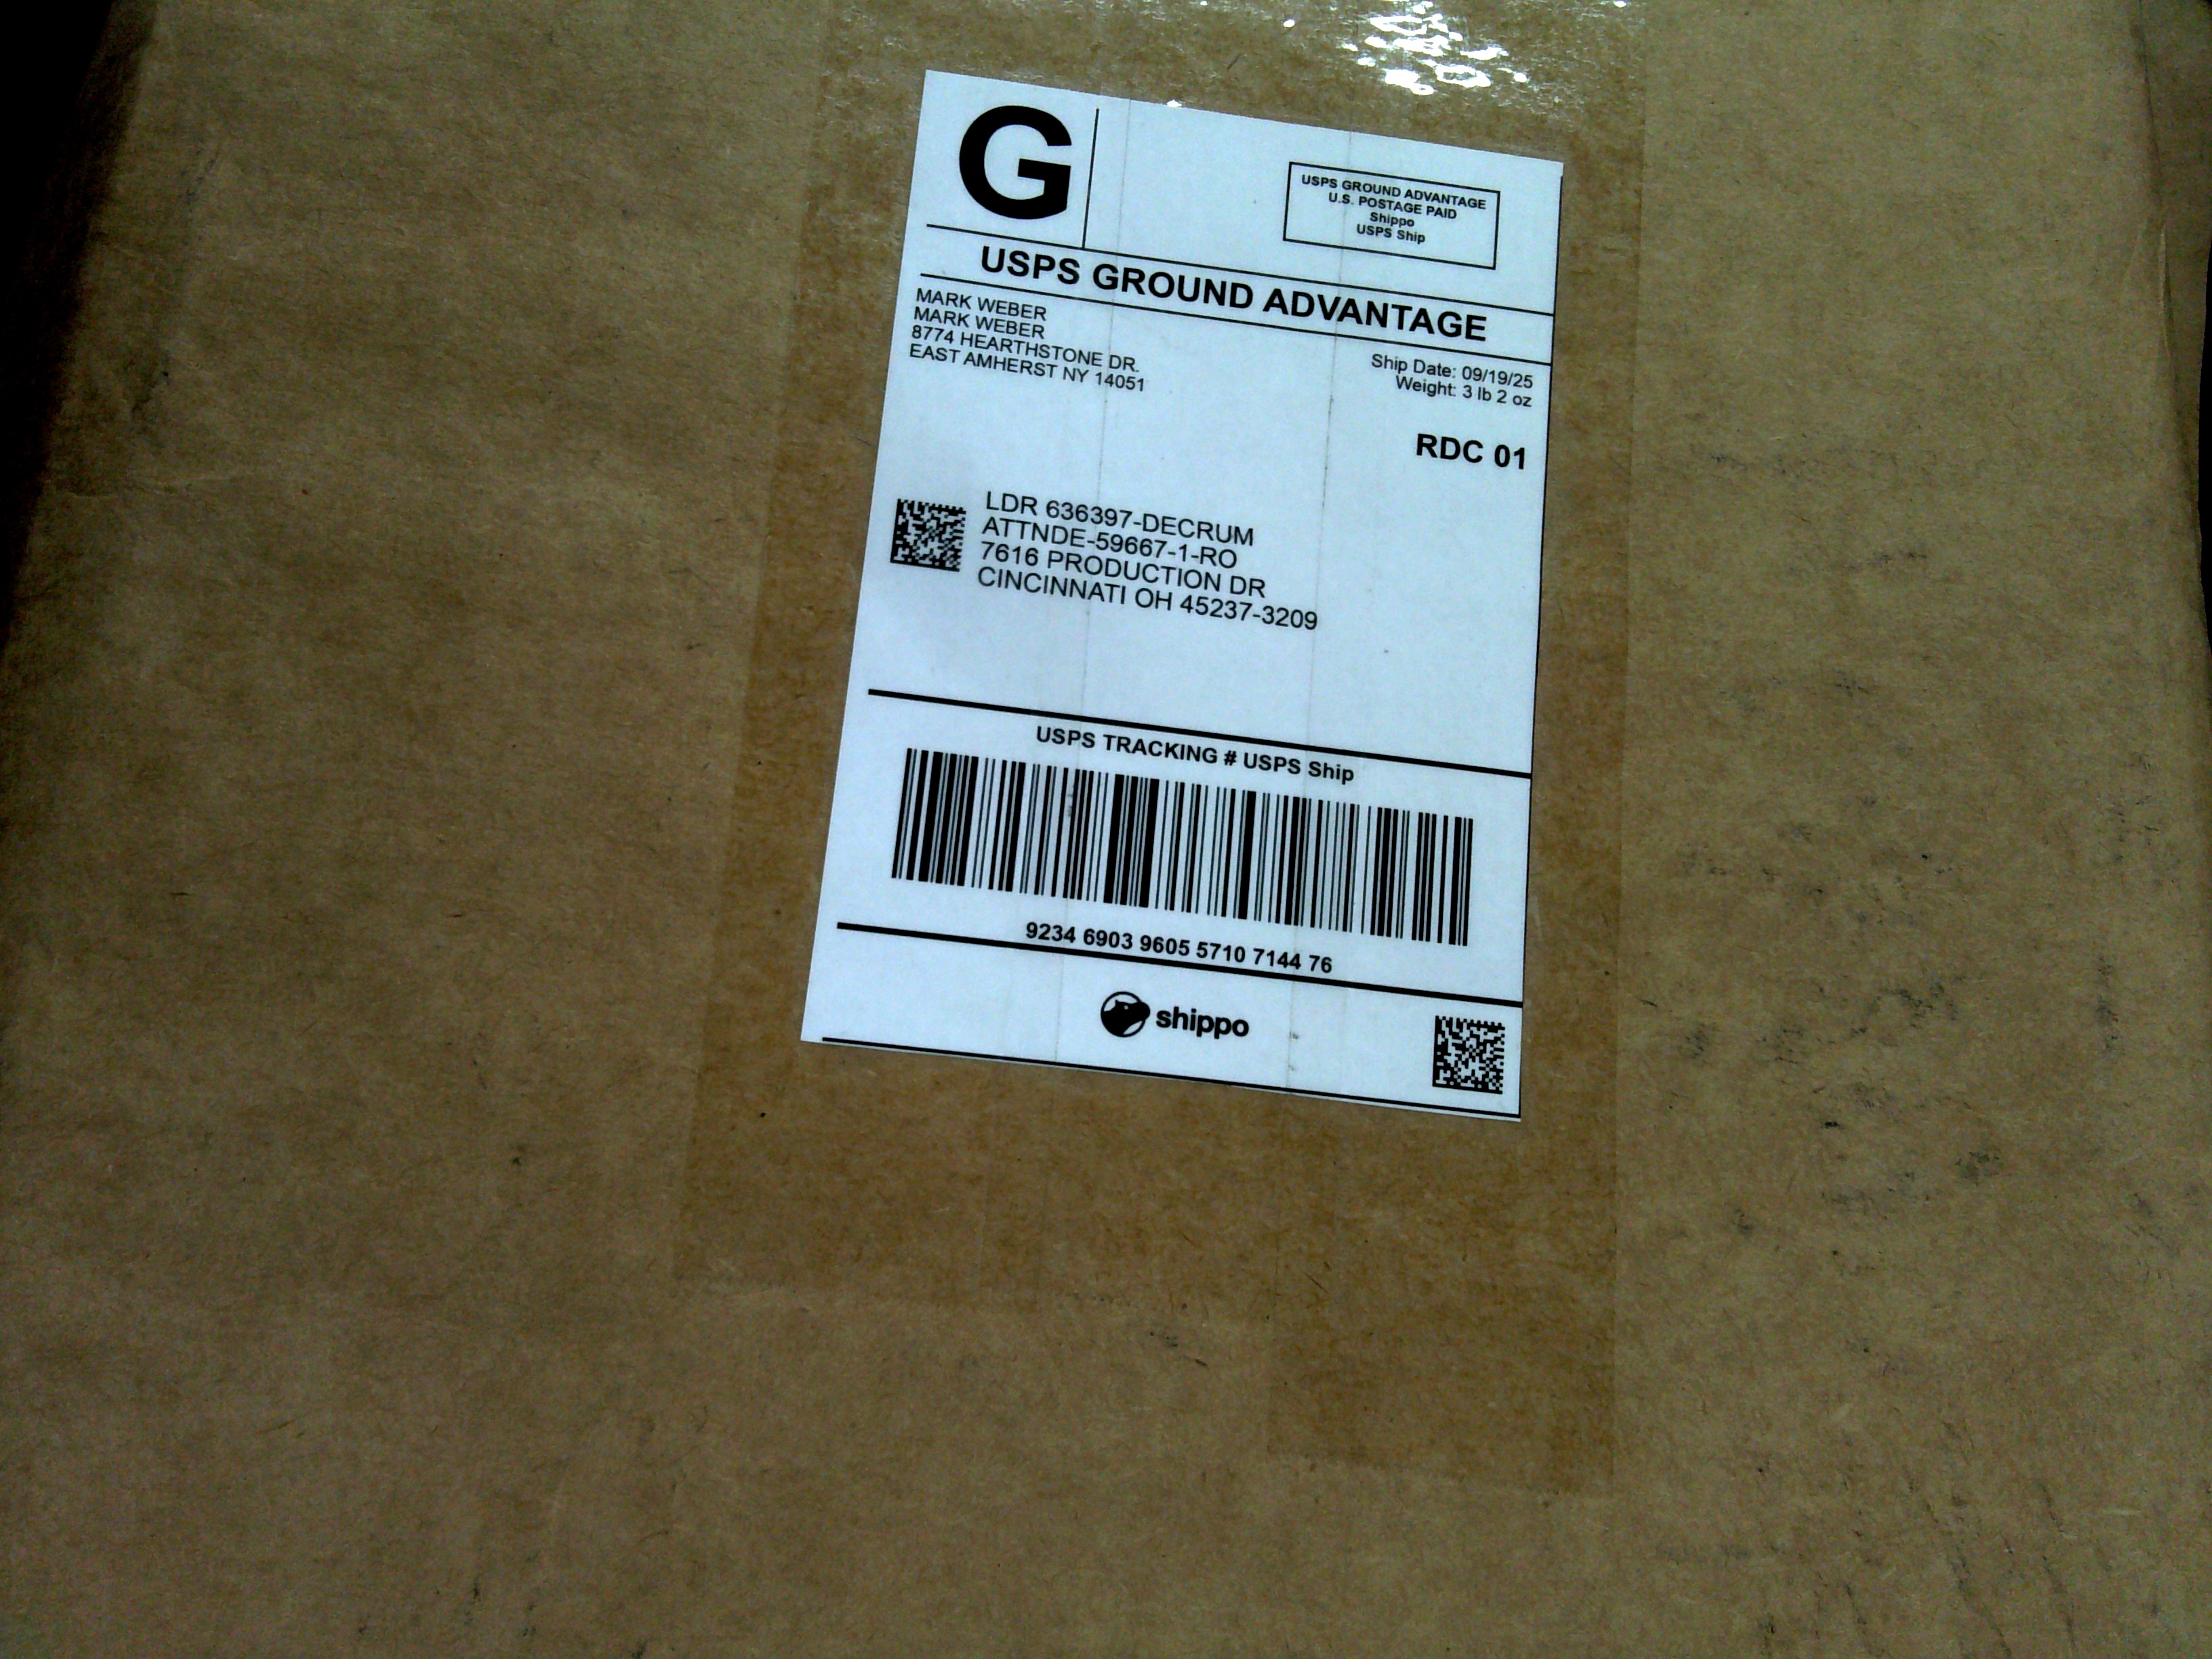 G
USPS GROUND ADVANTAGE
U.S. POSTAGE PAID
Shippo
USPS Ship
USPS GROUND ADVANTAGE
MARK WEBER
MARK WEBER
8774 HEARTHSTONE DR.
EAST AMHERST NY 14051
Ship Date: 09/19/25
Weight: 3 lb 2 oz
RDC 01
LDR 636397-DECRUM
ATTNDE-59667-1-RO
7616 PRODUCTION DR
CINCINNATI OH 45237-3209
USPS TRACKING # USPS Ship
9234 6903 9605 5710 7144 76
shippo